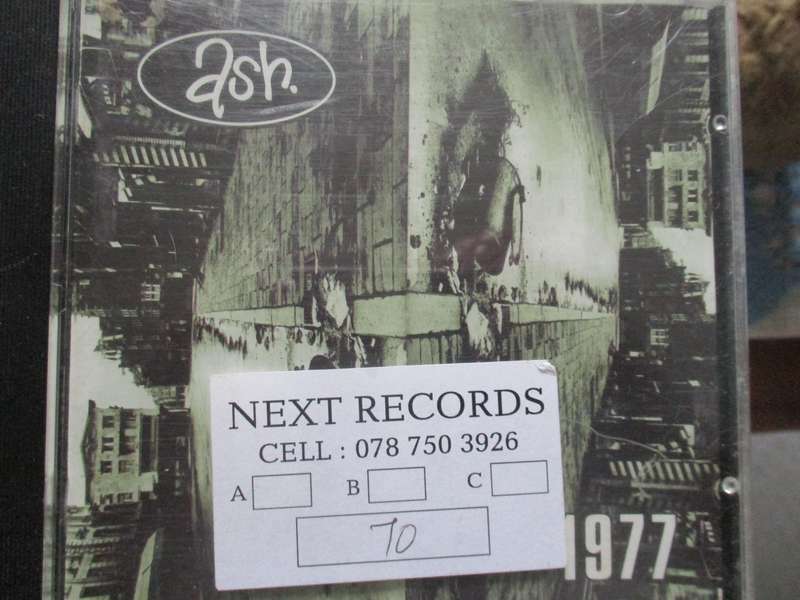 ash.
NEXT RECORDS
CELL : 078 750 3926
A B C
70
1977